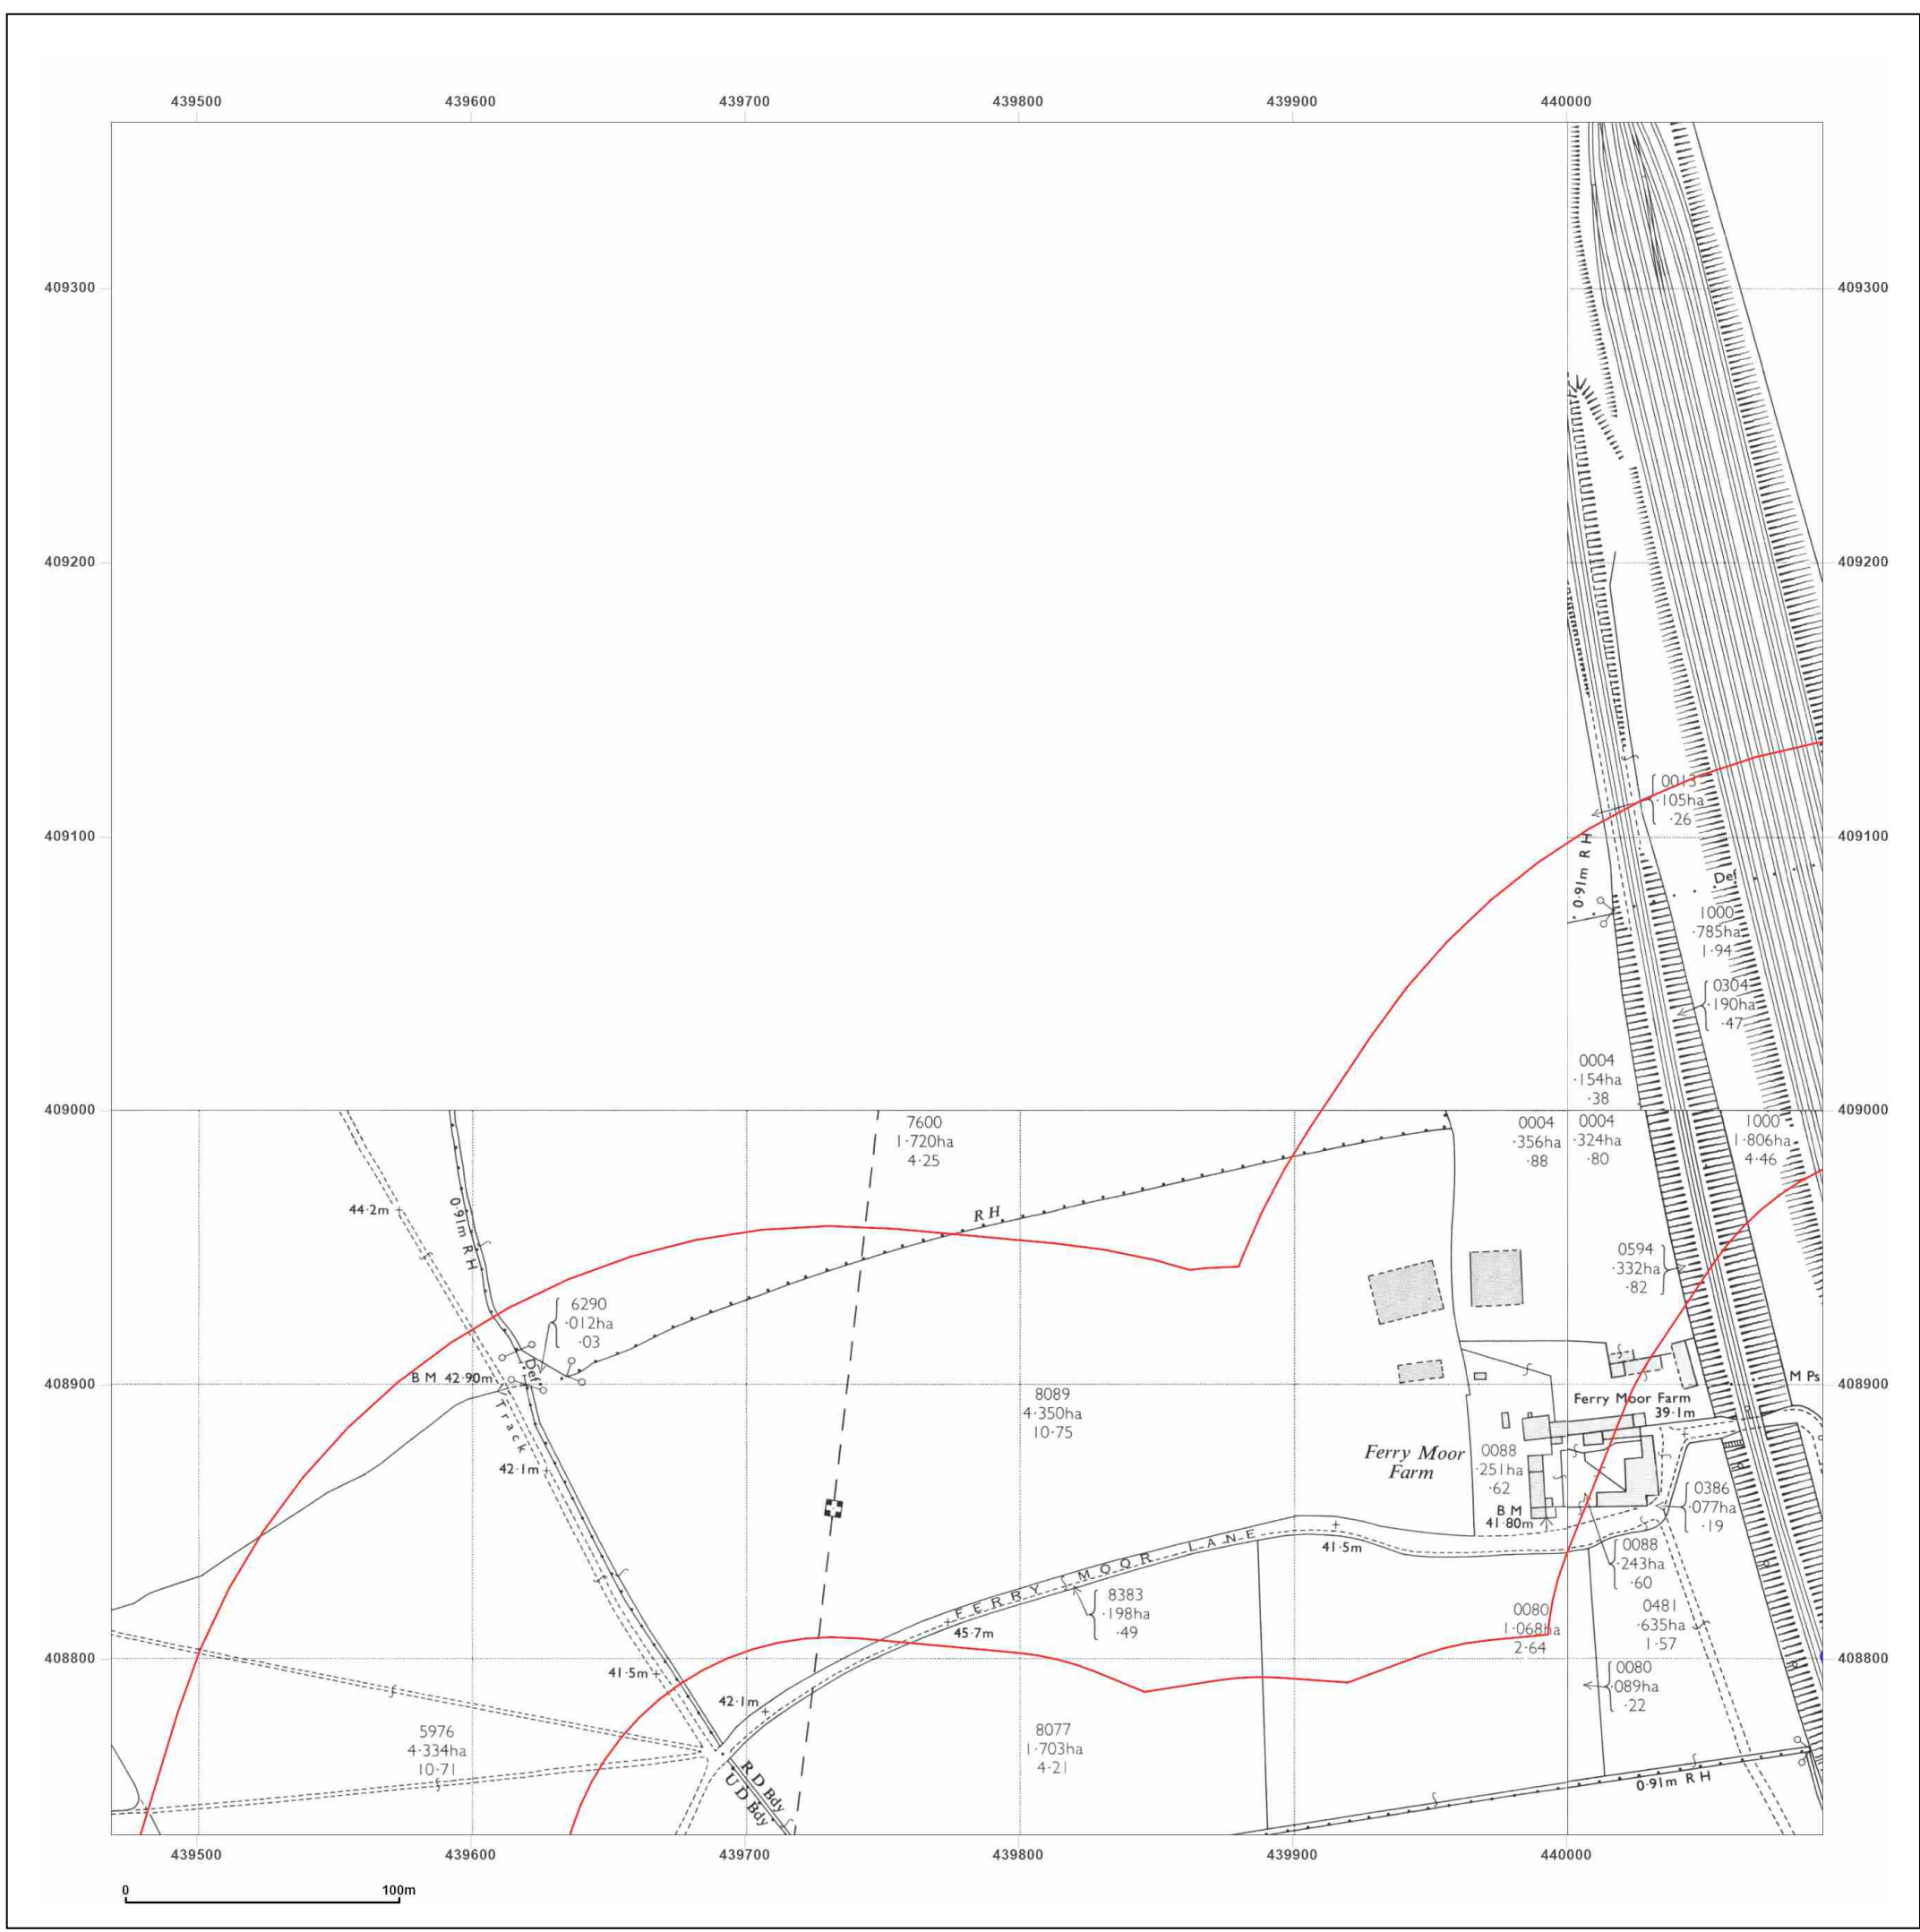 439500 439600 439700 439800 439900 440000
409300 409300
409200 409200
0013
·105ha
·26
409100 409100
0·91m RH
Def
1000
·785ha
1·94
0304
·190ha
·47
0004
·154ha
·38
409000 409000
7600
1·720ha
4·25
0004
·356ha
·88
0004
·324ha
·80
1000
1·806ha
4·46
44·2m
0·91m RH
RH
0594
·332ha
·82
6290
·012ha
·03
Def
BM 42·90m
408900 408900
M Ps
Track
8089
4·350ha
10·75
Ferry Moor Farm
39·1m
Ferry Moor
Farm
0088
·251ha
·62
42·1m
0386
·077ha
·19
BM
41·80m
FERRY MOOR LANE
41·5m
0088
·243ha
·60
8383
·198ha
·49
45·7m
0080
1·068ha
2·64
0481
·635ha
1·57
408800 408800
41·5m
42·1m
0080
·089ha
·22
5976
4·334ha
10·71
8077
1·703ha
4·21
RD Bdy
UD Bdy
0·91m RH
439500 439600 439700 439800 439900 440000
0 100m